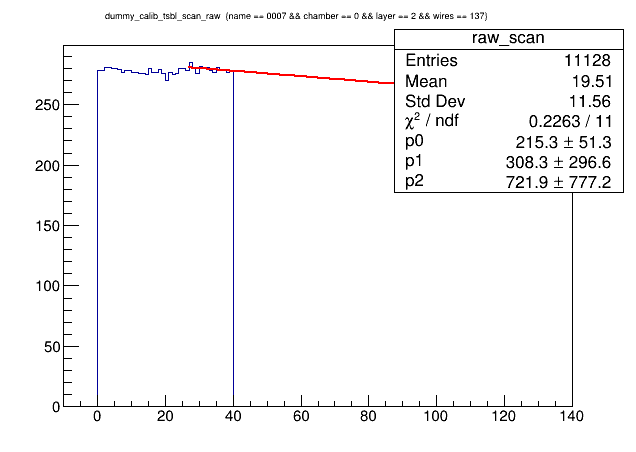 dummy_calib_tsbl_scan_raw (name == 0007 && chamber == 0 && layer == 2 && wires == 137)
raw_scan
Entries 11128
Mean 19.51
Std Dev 11.56
χ² / ndf 0.2263 / 11
p0 215.3 ± 51.3
p1 308.3 ± 296.6
p2 721.9 ± 777.2
250
200
150
100
50
0
0 20 40 60 80 100 120 140